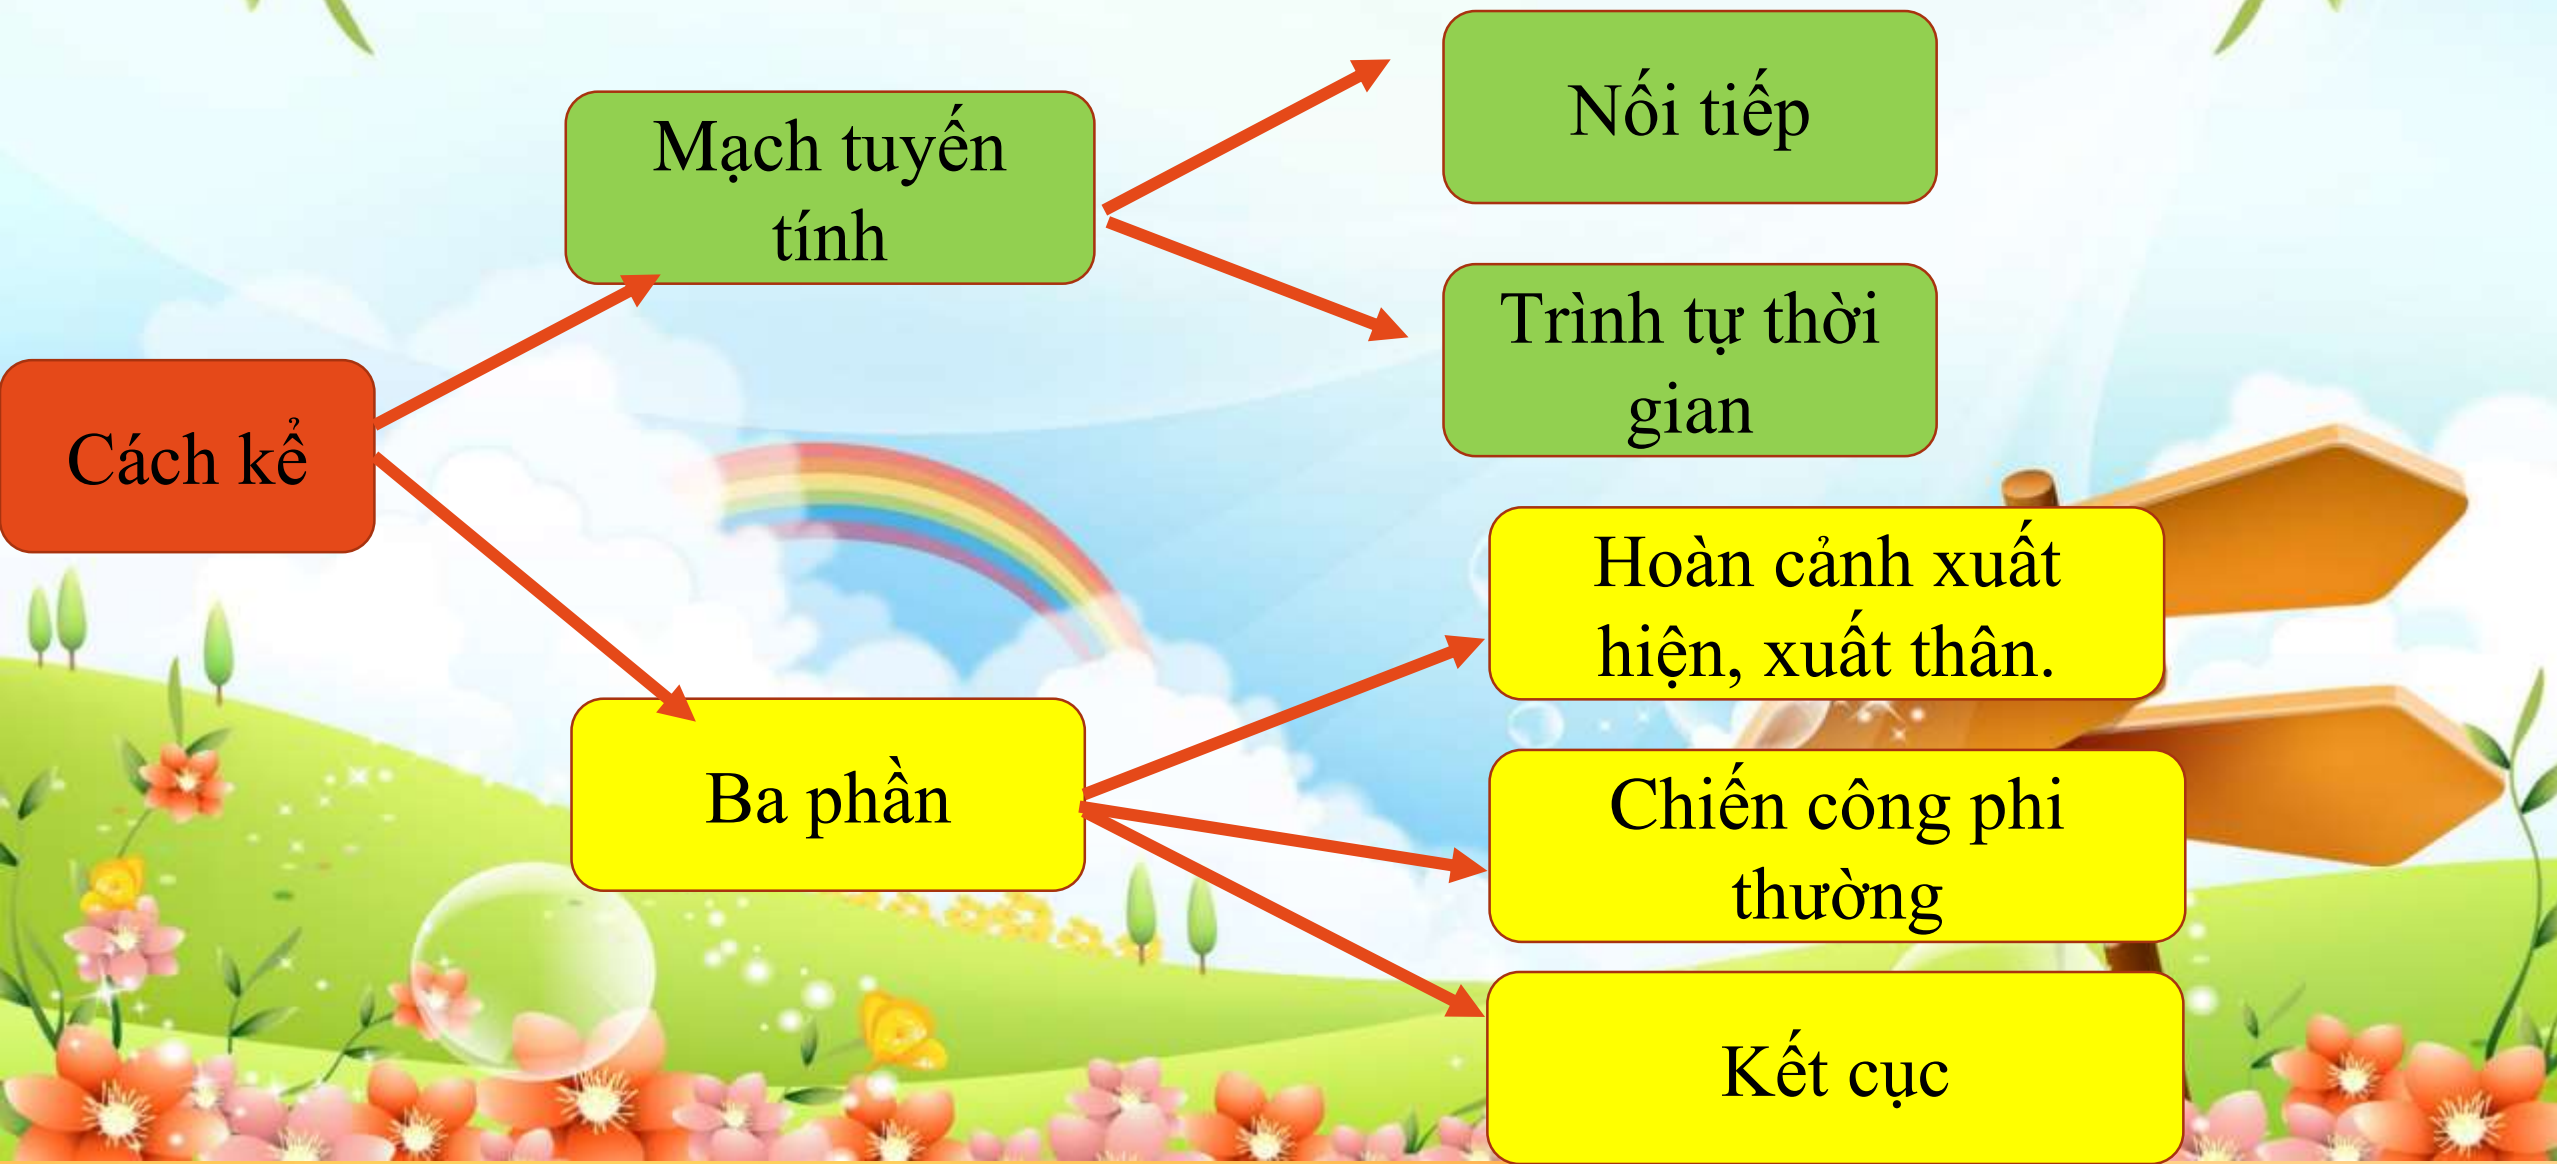 Cách kể
Mạch tuyến
tính
Nối tiếp
Trình tự thời
gian
Ba phần
Hoàn cảnh xuất
hiện, xuất thân.
Chiến công phi
thường
Kết cục